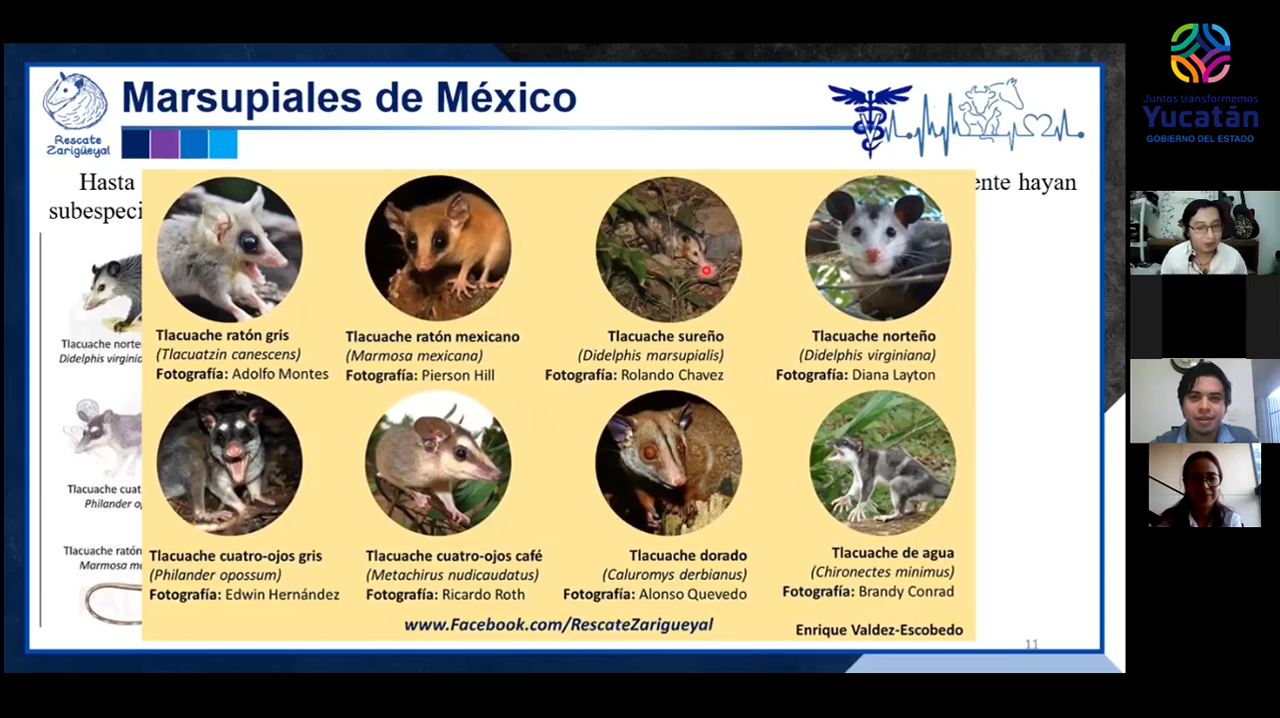 Marsupiales de México
Rescate
Zarigüeyal
Juntos transformemos
Yucatán
GOBIERNO DEL ESTADO
Hasta
ente hayan
subespeci
Tlacuache norte
Didelphis virginia
Tlacuache cuat
Philander op
Tlacuache ratón
Marmosa me
Tlacuache ratón gris
(Tlacuatzin canescens)
Fotografía: Adolfo Montes
Tlacuache ratón mexicano
(Marmosa mexicana)
Fotografía: Pierson Hill
Tlacuache sureño
(Didelphis marsupialis)
Fotografía: Rolando Chavez
Tlacuache norteño
(Didelphis virginiana)
Fotografía: Diana Layton
Tlacuache cuatro-ojos gris
(Philander opossum)
Fotografía: Edwin Hernández
Tlacuache cuatro-ojos café
(Metachirus nudicaudatus)
Fotografía: Ricardo Roth
Tlacuache dorado
(Caluromys derbianus)
Fotografía: Alonso Quevedo
Tlacuache de agua
(Chironectes minimus)
Fotografía: Brandy Conrad
www.Facebook.com/RescateZarigueyal
Enrique Valdez-Escobedo
11